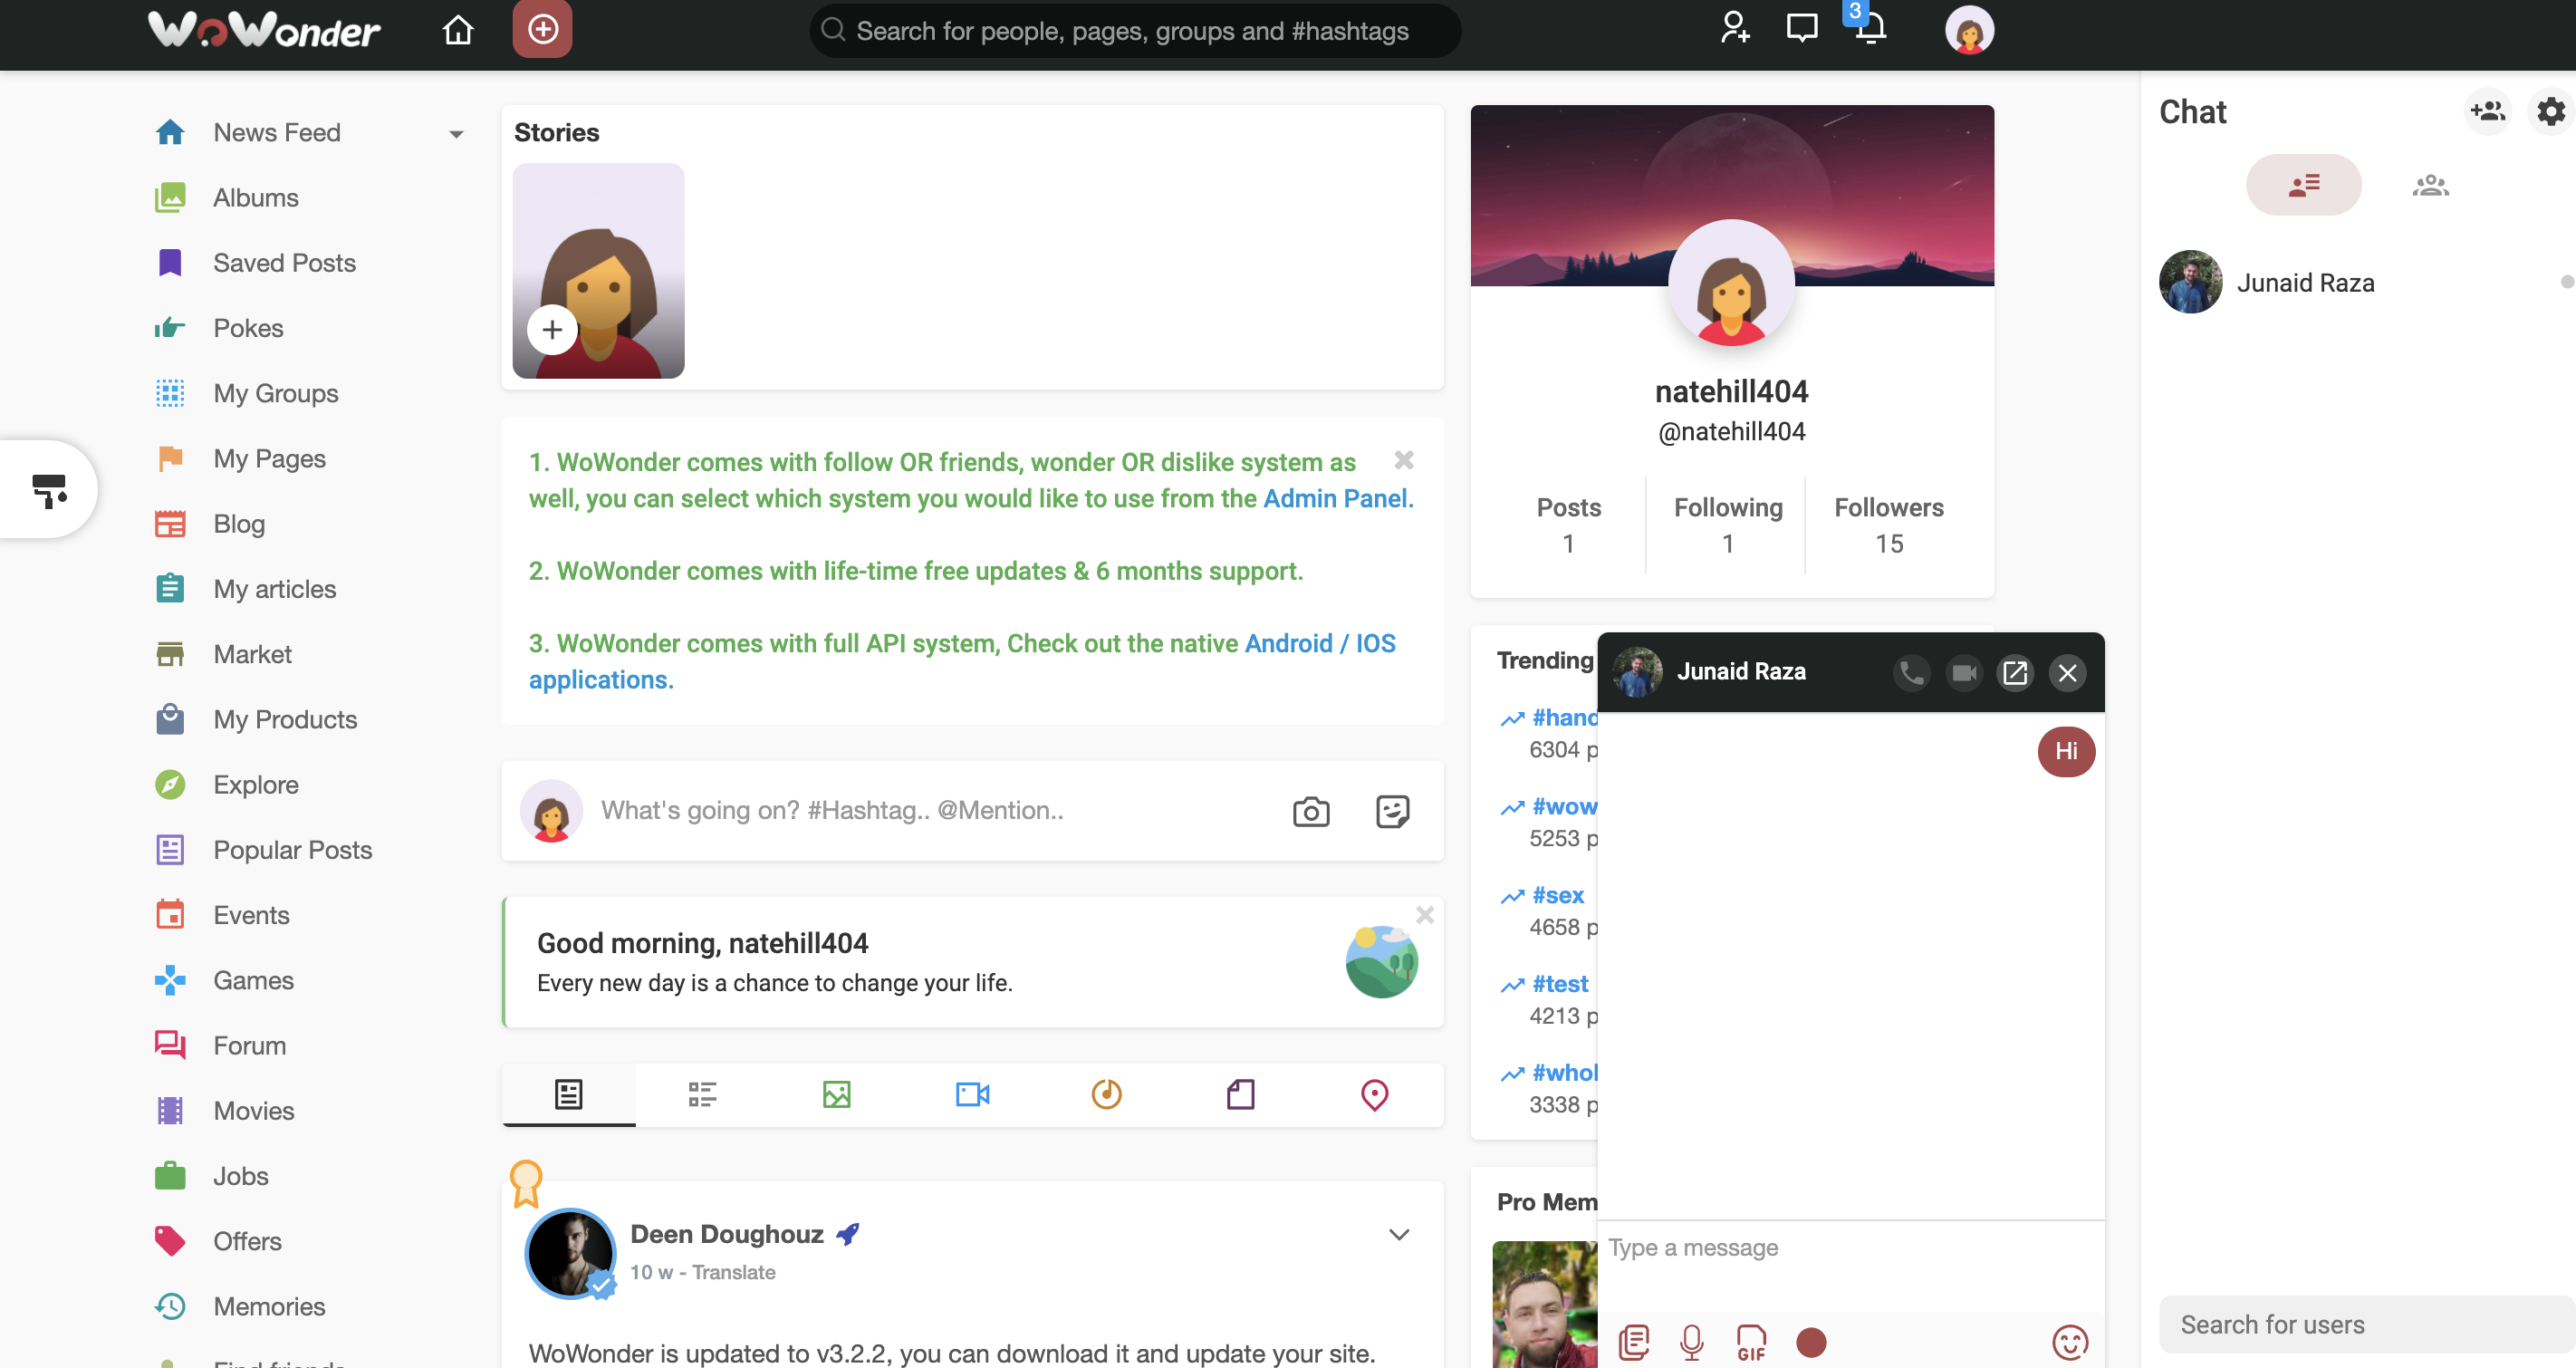 WoWonder
Search for people, pages, groups and #hashtags
3
News Feed
Albums
Saved Posts
Pokes
My Groups
My Pages
Blog
My articles
Market
My Products
Explore
Popular Posts
Events
Games
Forum
Movies
Jobs
Offers
Memories
Find friends
Stories
1. WoWonder comes with follow OR friends, wonder OR dislike system as
well, you can select which system you would like to use from the Admin Panel.
2. WoWonder comes with life-time free updates & 6 months support.
3. WoWonder comes with full API system, Check out the native Android / IOS
applications.
What's going on? #Hashtag.. @Mention..
Good morning, natehill404
Every new day is a chance to change your life.
Deen Doughouz
10 w - Translate
WoWonder is updated to v3.2.2, you can download it and update your site.
natehill404
@natehill404
Posts Following Followers
1 1 15
Trending
#hand
6304 p
#wow
5253 p
#sex
4658 p
#test
4213 p
#whol
3338 p
Pro Mem
Junaid Raza
Hi
Type a message
GIF
Chat
Junaid Raza
Search for users